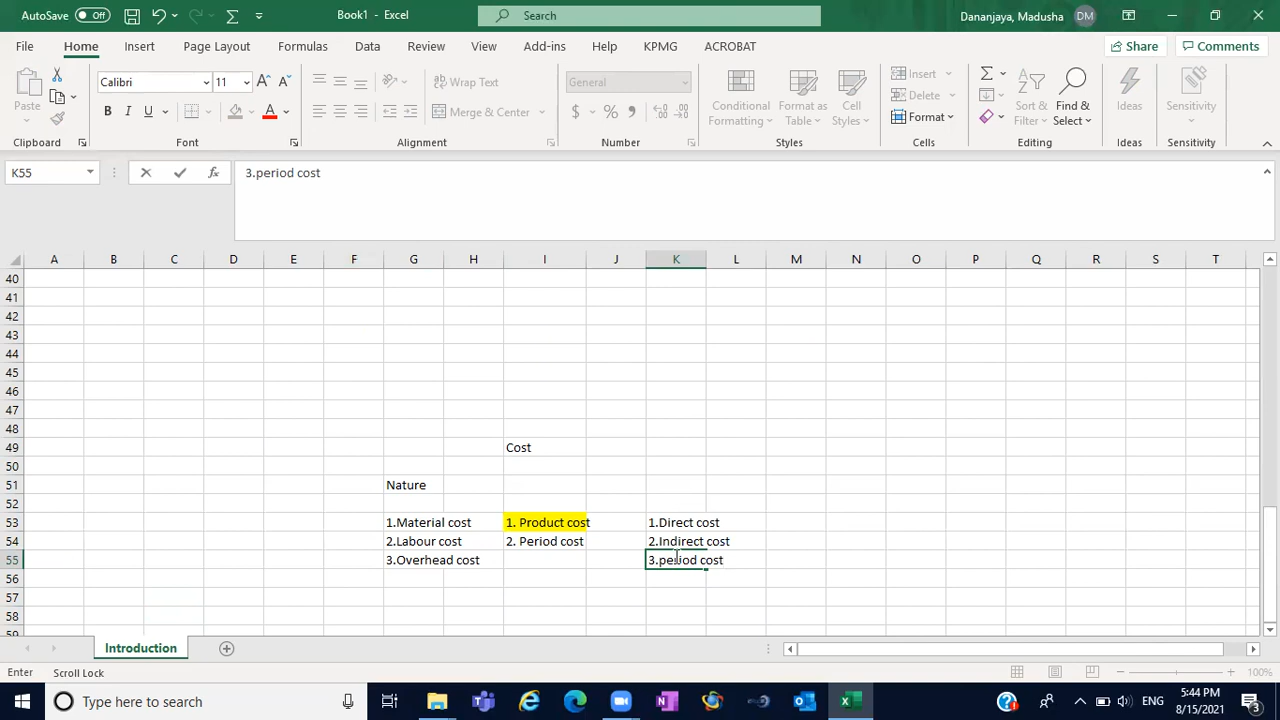 AutoSave Off Book1 - Excel Search Dananjaya, Madusha DM
File Home Insert Page Layout Formulas Data Review View Add-ins Help KPMG ACROBAT Share Comments
Paste Calibri 11 Wrap Text General Conditional Formatting Format as Table Cell Styles Insert Sort & Filter Find & Select Ideas Sensitivity
B I U A Merge & Center $ % Delete
Format
Clipboard Font Alignment Number Styles Cells Editing Ideas Sensitivity
K55 fx 3.period cost
A B C D E F G H I J K L M N O P Q R S T
40
41
42
43
44
45
46
47
48
49 Cost
50
51 Nature
52
53 1.Material cost 1. Product cost 1.Direct cost
54 2.Labour cost 2. Period cost 2.Indirect cost
55 3.Overhead cost 3.period cost
56
57
58
59
Introduction
Enter Scroll Lock 100%
Type here to search ENG 5:44 PM 8/15/2021 3